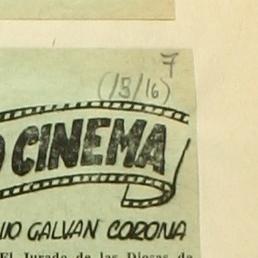 7
(15/16)
O CINEMA
IO GALVAN CORONA
El Jurado de las Diosas de